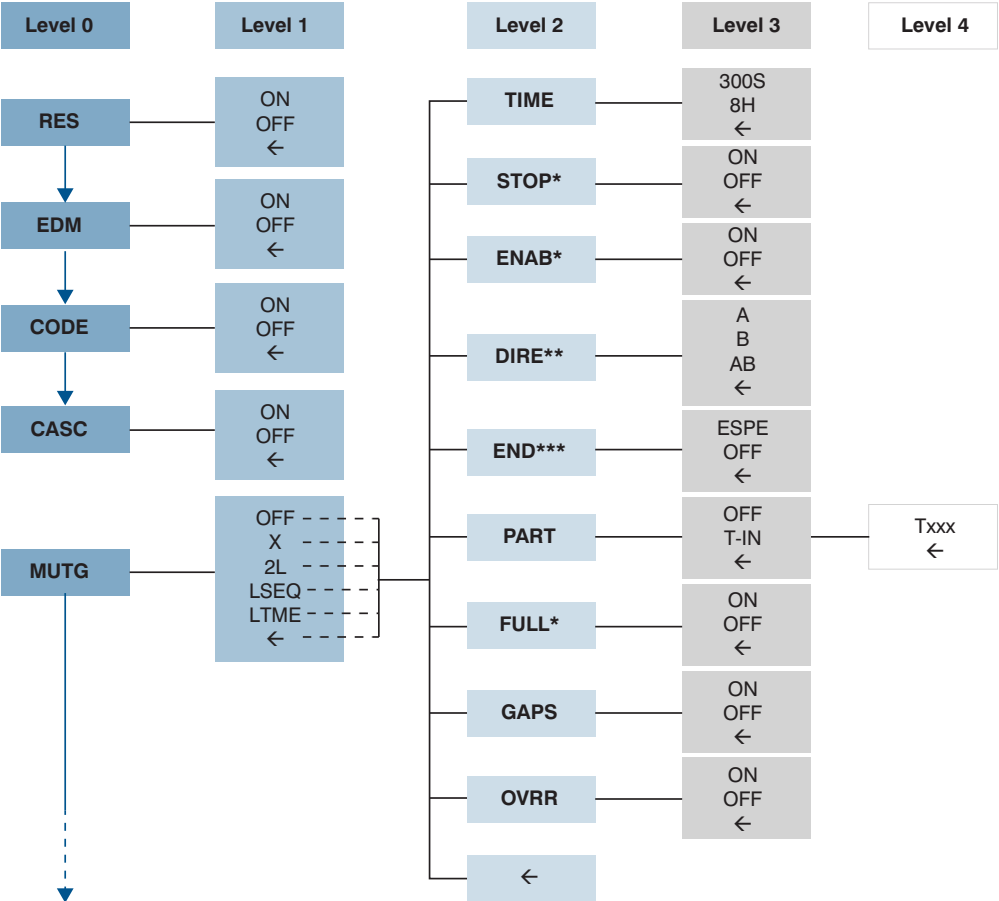 Level 0
Level 1
Level 2
Level 3
Level 4
RES
ON
OFF
←
EDM
ON
OFF
←
CODE
ON
OFF
←
CASC
ON
OFF
←
MUTG
OFF
X
2L
LSEQ
LTME
←
TIME
300S
8H
←
STOP*
ON
OFF
←
ENAB*
ON
OFF
←
DIRE**
A
B
AB
←
END***
ESPE
OFF
←
PART
OFF
T-IN
←
Txxx
←
FULL*
ON
OFF
←
GAPS
ON
OFF
←
OVRR
ON
OFF
←
←